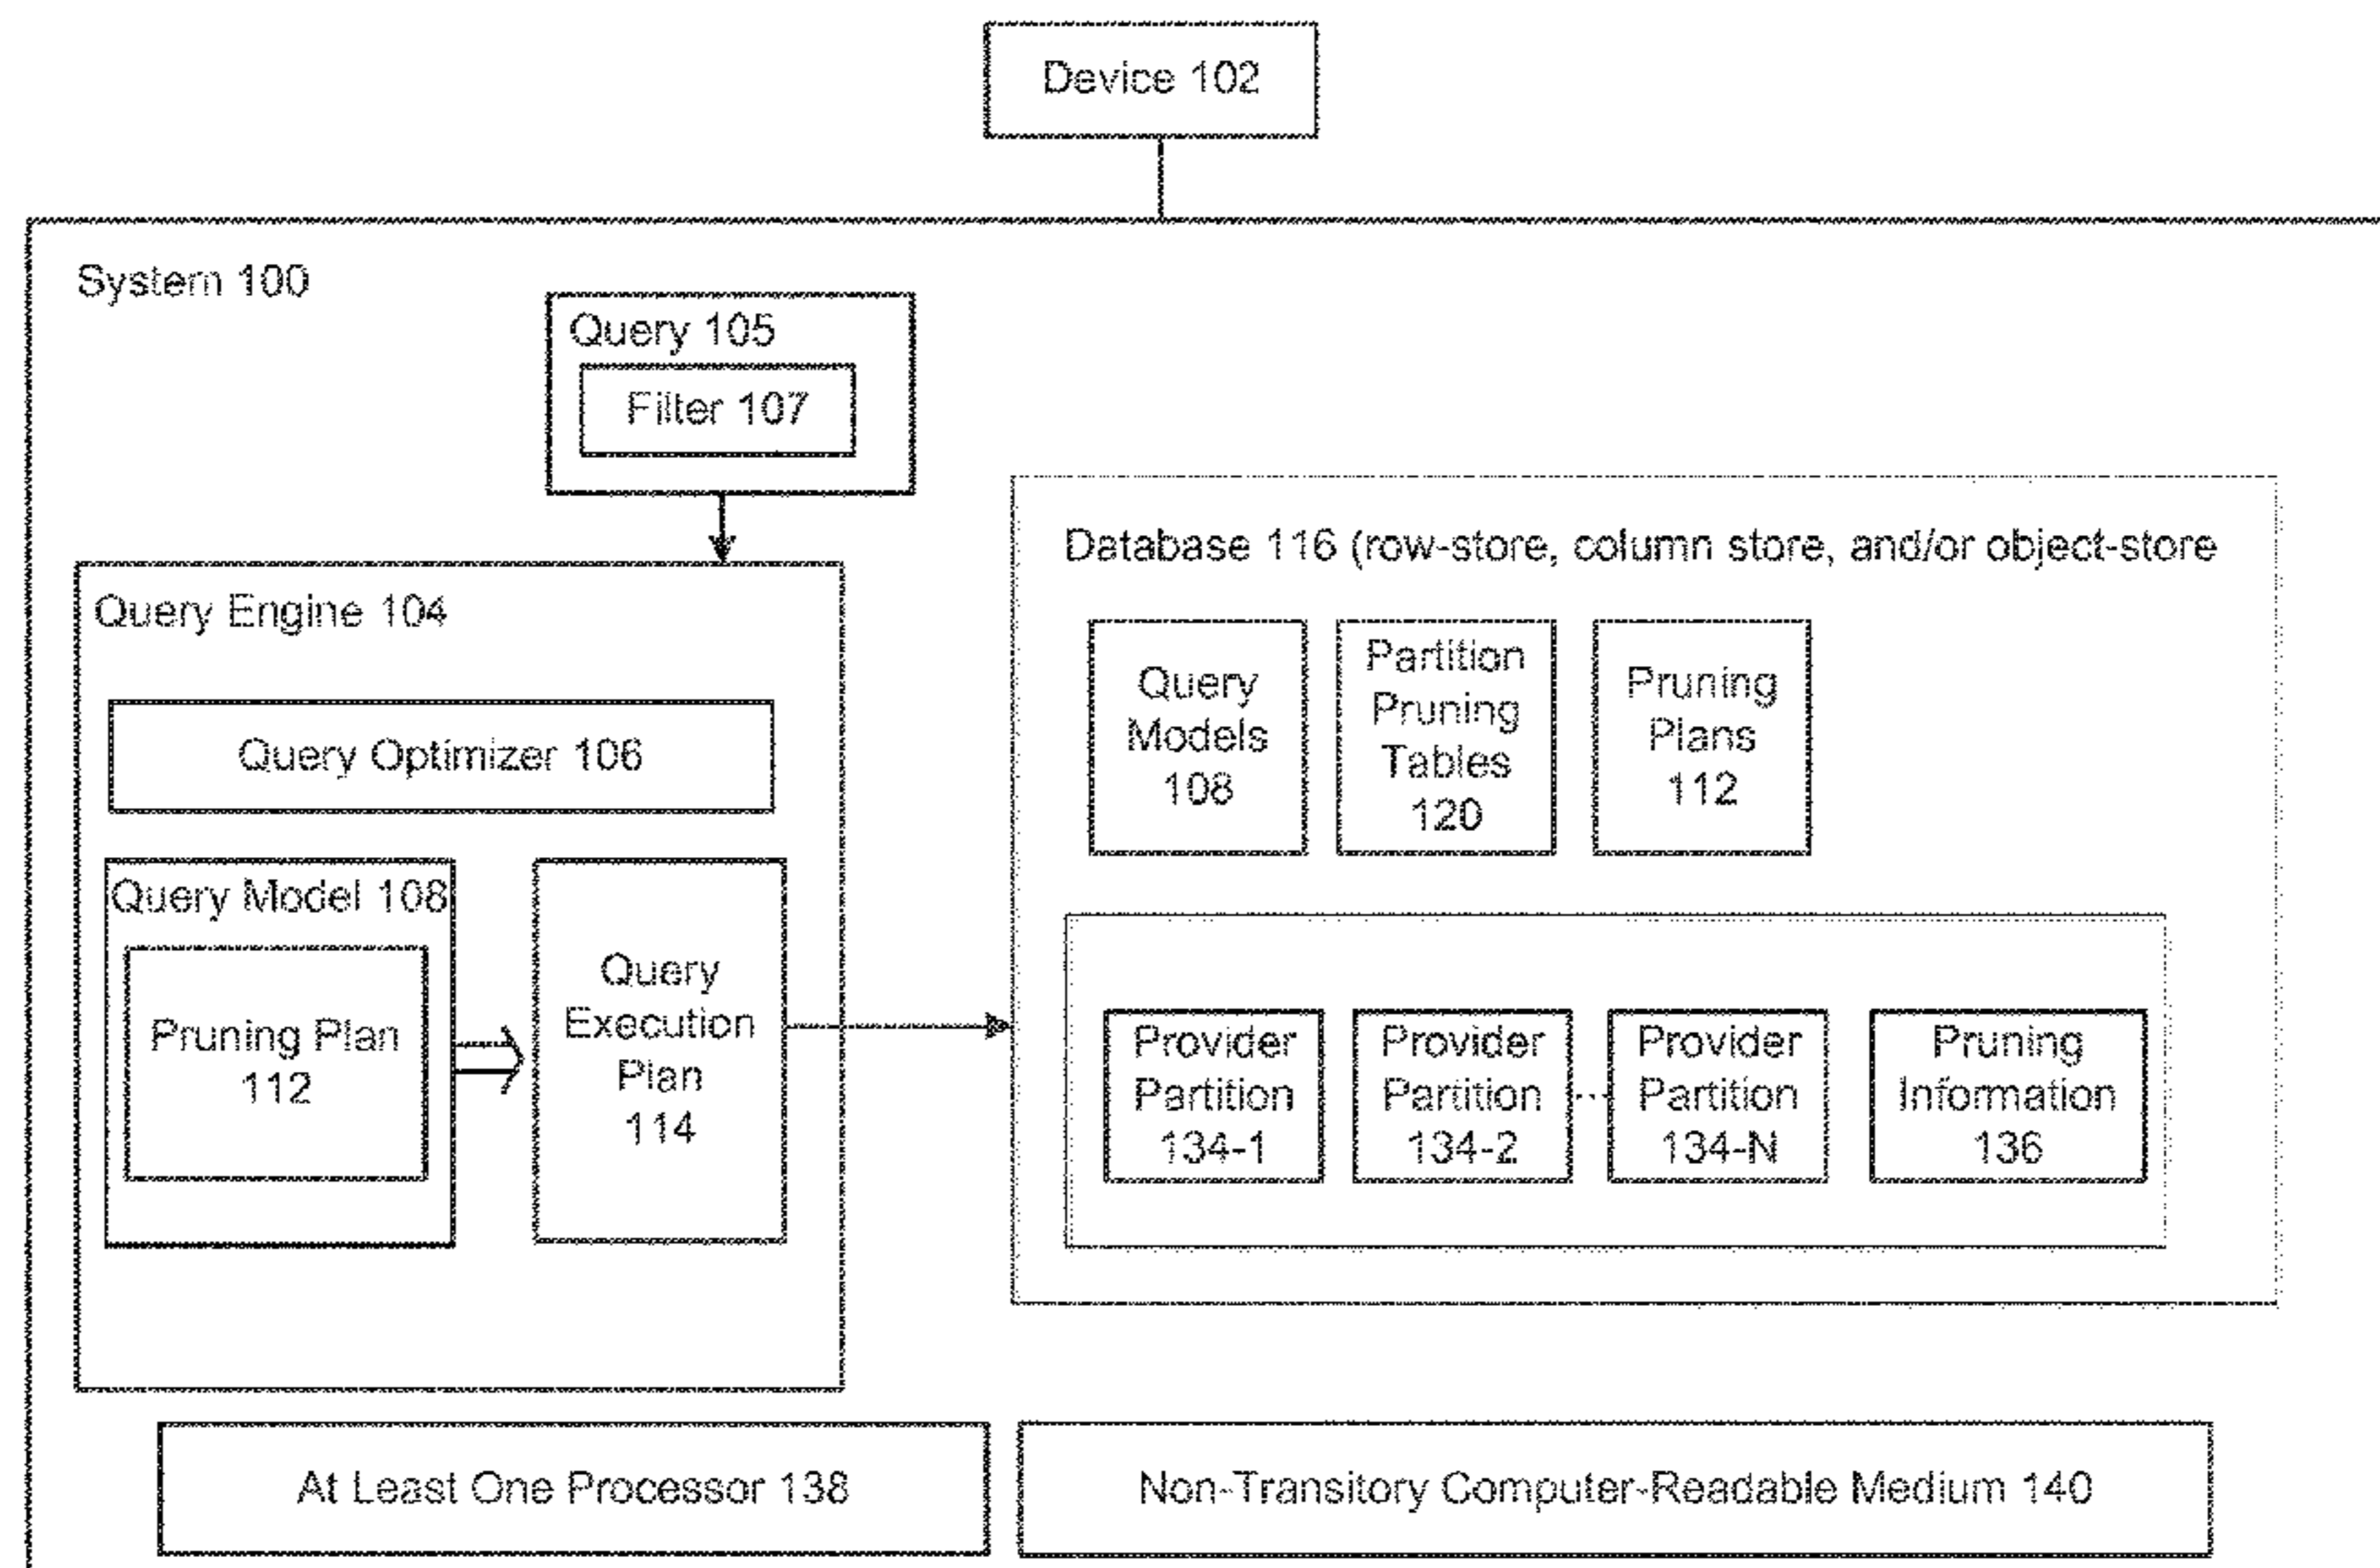 Device 102
System 100
Query 105
Filter 107
Query Engine 104
Query Optimizer 106
Query Model 108
Pruning Plan
112
Query
Execution
Plan
114
Database 116 (row-store, column store, and/or object-store
Query
Models
108
Partition
Pruning
Tables
120
Pruning
Plans
112
Provider
Partition
134-1
Provider
Partition
134-2
...
Provider
Partition
134-N
Pruning
Information
136
At Least One Processor 138
Non-Transitory Computer-Readable Medium 140